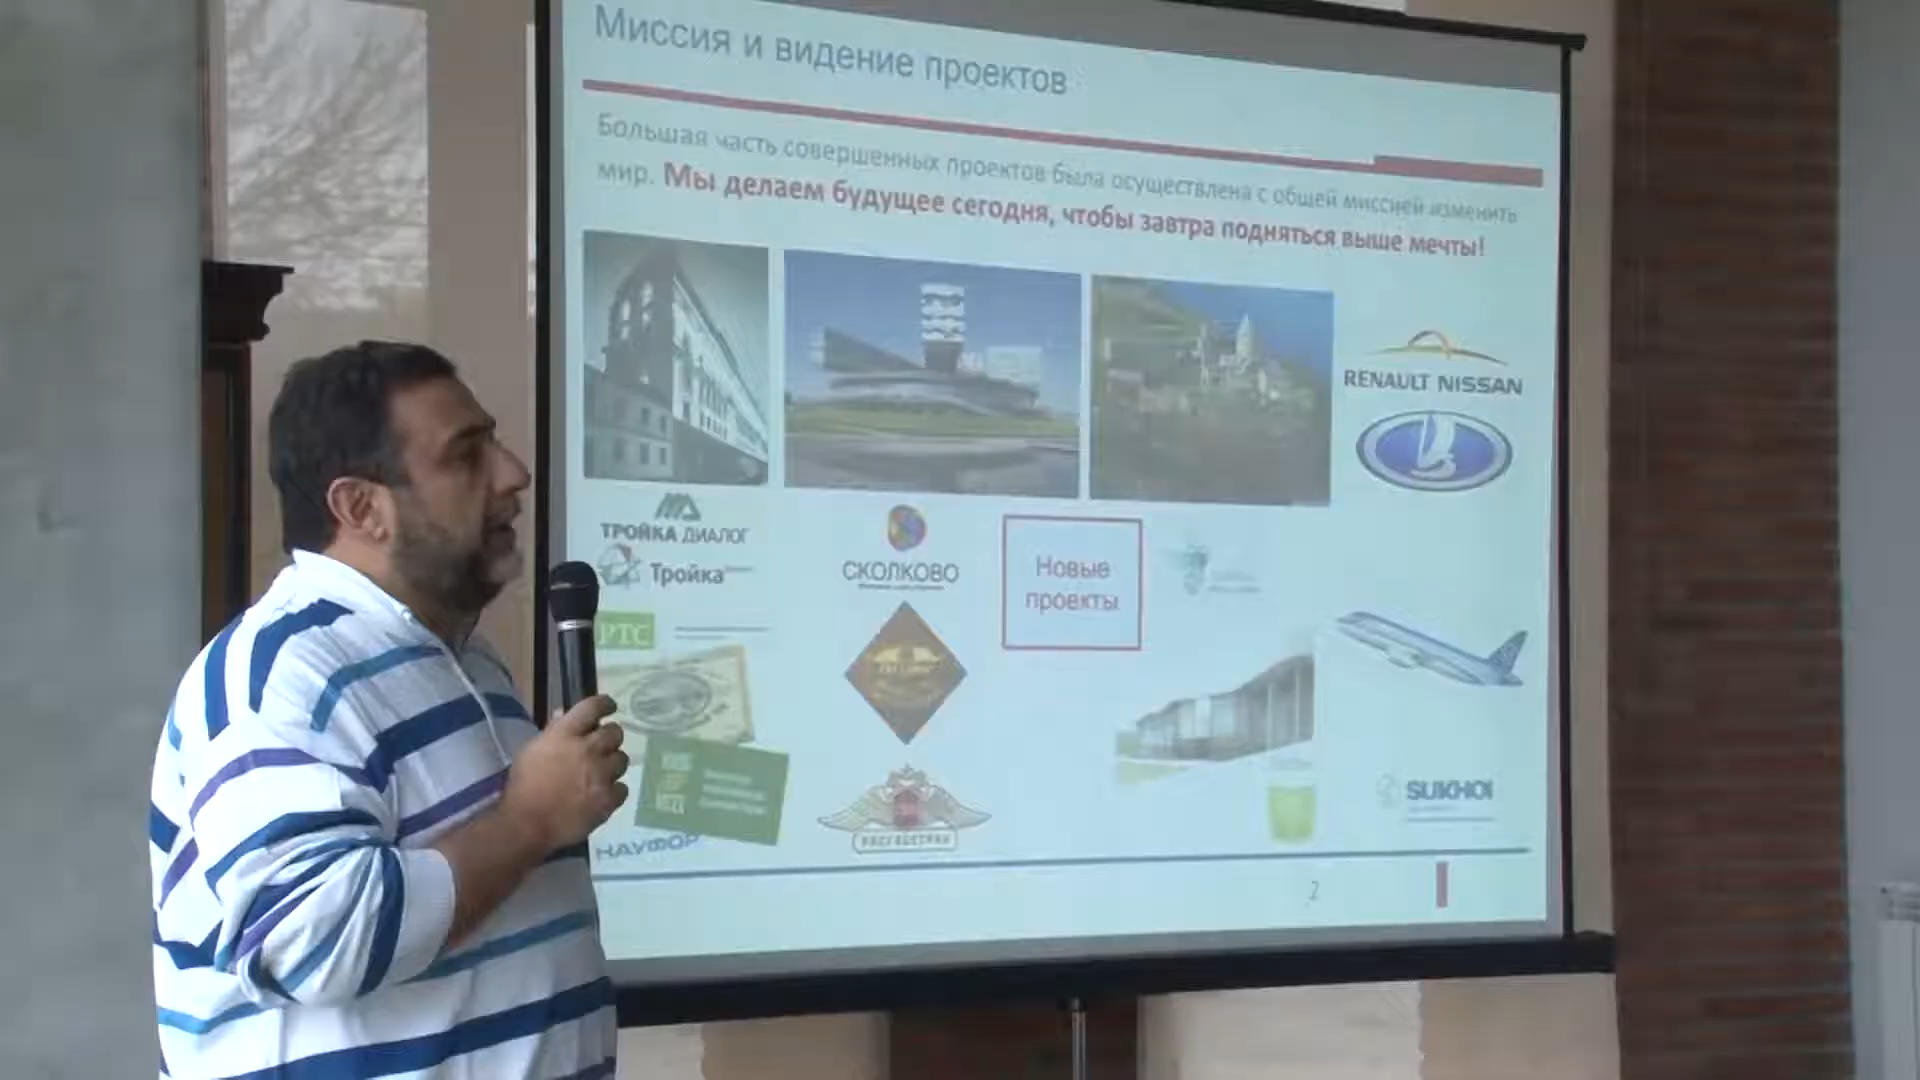 Миссия и видение проектов
Большая часть совершенных проектов была осуществлена с общей миссией изменить
мир. Мы делаем будущее сегодня, чтобы завтра подняться выше мечты!
RENAULT NISSAN
ТРОЙКА ДИАЛОГ
Тройка
СКОЛКОВО
Новые
проекты
РТС
РОСГОССТРАХ
SUKHOI
НАУФОР
2